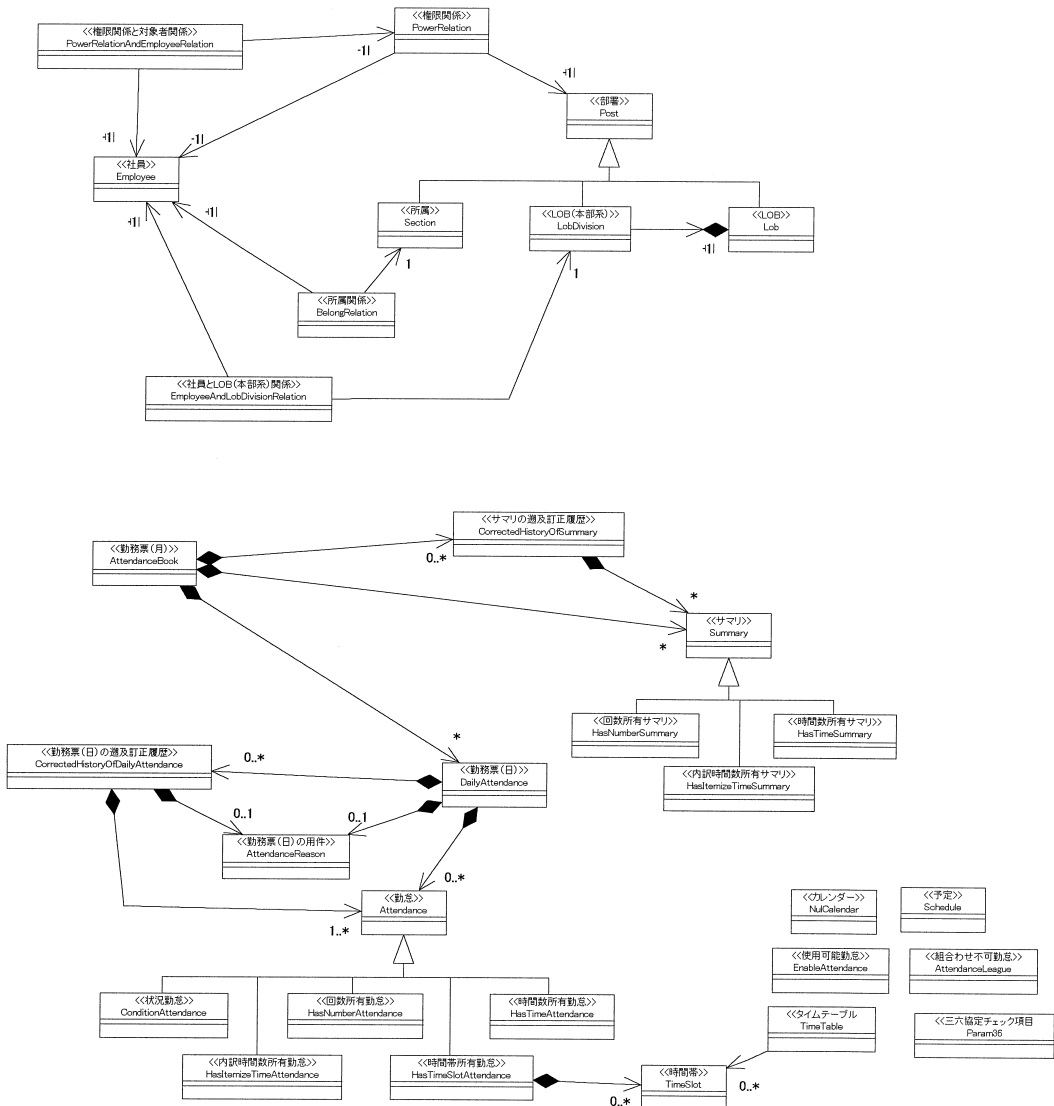 <<権限関係と対象者関係>>
PowerRelationAndEmployeeRelation
<<権限関係>>
PowerRelation
-1|
-1|
<<部署>>
Post
-1|
-1|
<<社員>>
Employee
-1|
-1|
<<所属>>
Section
<<LOB(本部系)>>
LobDivision
<<LOB>>
Lob
-1|
1
1
<<所属関係>>
BelongRelation
<<社員とLOB(本部系)関係>>
EmployeeAndLobDivisionRelation
<<サマリの遡及訂正履歴>>
CorrectedHistoryOfSummary
<<勤務票(月)>>
AttendanceBook
0..*
*
<<サマリ>>
Summary
*
<<回数所有サマリ>>
HasNumberSummary
<<時間数所有サマリ>>
HasTimeSummary
*
<<勤務票(日)の遡及訂正履歴>>
CorrectedHistoryOfDailyAttendance
0..*
<<勤務票(日)>>
DailyAttendance
<<内訳時間数所有サマリ>>
HasItemizeTimeSummary
0..1
0..1
<<勤務票(日)の用件>>
AttendanceReason
0..*
<<勤怠>>
Attendance
1..*
<<カレンダー>>
NulCalendar
<<予定>>
Schedule
<<使用可能勤怠>>
EnableAttendance
<<組合わせ不可勤怠>>
AttendanceLeague
<<状況勤怠>>
ConditionAttendance
<<回数所有勤怠>>
HasNumberAttendance
<<時間数所有勤怠>>
HasTimeAttendance
<<タイムテーブル
TimeTable
<<三六協定チェック項目
Param36
<<内訳時間数所有勤怠>>
HasItemizeTimeAttendance
<<時間帯所有勤怠>>
HasTimeSlotAttendance
<<時間帯>>
TimeSlot
0..*
0..*